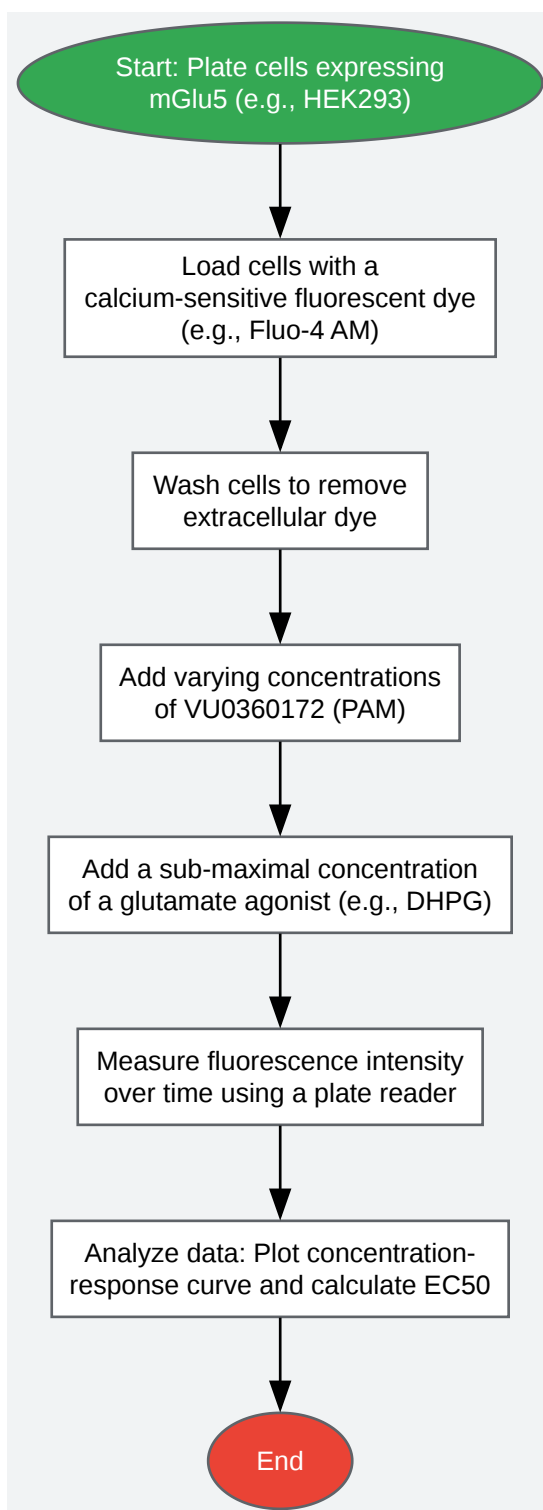 Start: Plate cells expressing
mGlu5 (e.g., HEK293)
Load cells with a
calcium-sensitive fluorescent dye
(e.g., Fluo-4 AM)
Wash cells to remove
extracellular dye
Add varying concentrations
of VU0360172 (PAM)
Add a sub-maximal concentration
of a glutamate agonist (e.g., DHPG)
Measure fluorescence intensity
over time using a plate reader
Analyze data: Plot concentration-
response curve and calculate EC50
End